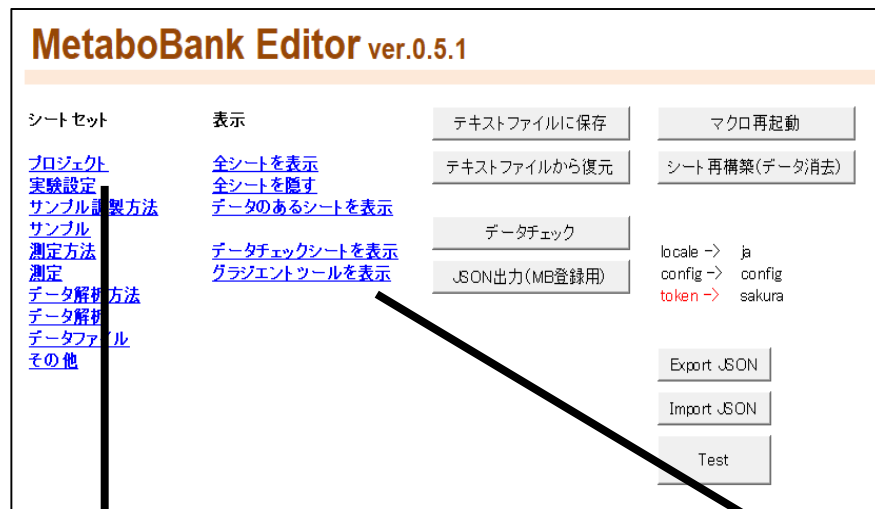 MetaboBank Editor ver.0.5.1
シートセット
プロジェクト
実験設定
サンプル調製方法
サンプル
測定方法
測定
データ解析方法
データ解析
データファイル
その他
表示
全シートを表示
全シートを隠す
データのあるシートを表示
データチェックシートを表示
グラジエントツールを表示
テキストファイルに保存
テキストファイルから復元
データチェック
JSON出力(MB登録用)
マクロ再起動
シート再構築(データ消去)
locale -> ja
config -> config
token -> sakura
Export JSON
Import JSON
Test